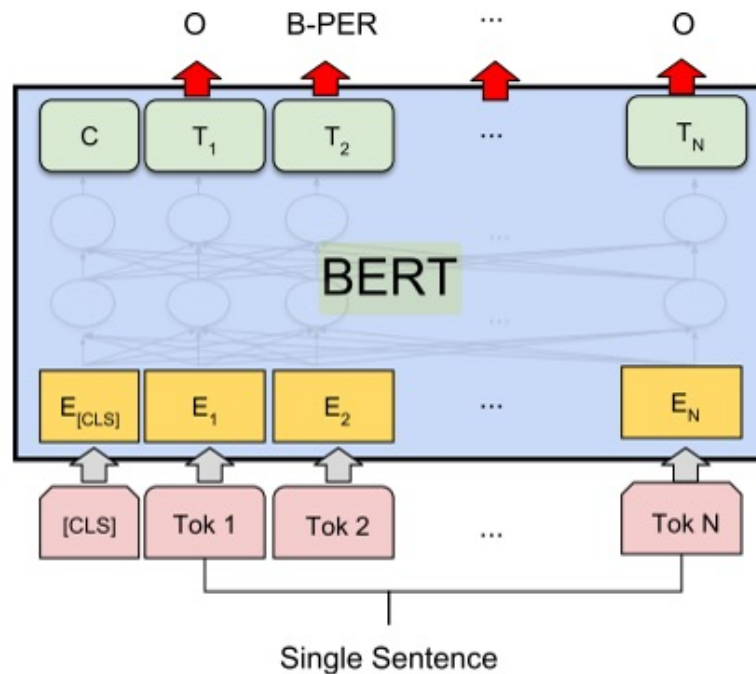 O B-PER ... O
C T1 T2 ... TN
...
BERT
...
E[CLS] E1 E2 ... EN
[CLS] Tok 1 Tok 2 ... Tok N
Single Sentence